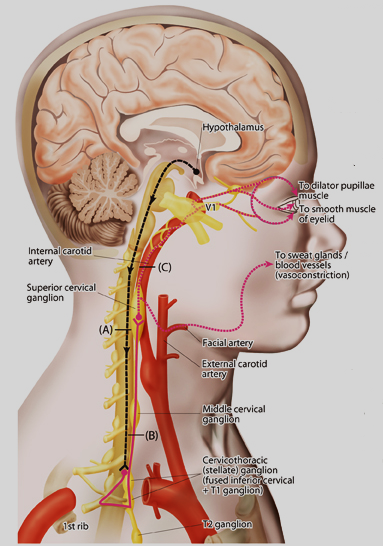 Hypothalamus
To dilator pupillae
muscle
V1
To smooth muscle
of eyelid
Internal carotid
artery
To sweat glands /
blood vessels
(vasoconstriction)
(C)
Superior cervical
ganglion
(A)
Facial artery
External carotid
artery
Middle cervical
ganglion
(B)
Cervicothoracic
(stellate) ganglion
(fused inferior cervical
+ T1 ganglion)
1st rib
T2 ganglion